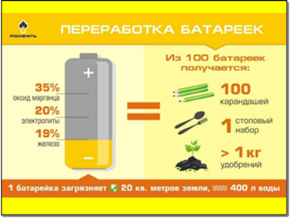 РОСНЕФТЬ
ПЕРЕРАБОТКА БАТАРЕЕК
Из 100 батареек
получается:
+
35%
оксид марганца
20%
электролиты
19%
железо
-
=
100
карандашей
1 столовый
набор
> 1 кг
удобрений
1 батарейка загрязняет 20 кв. метров земли, 400 л воды